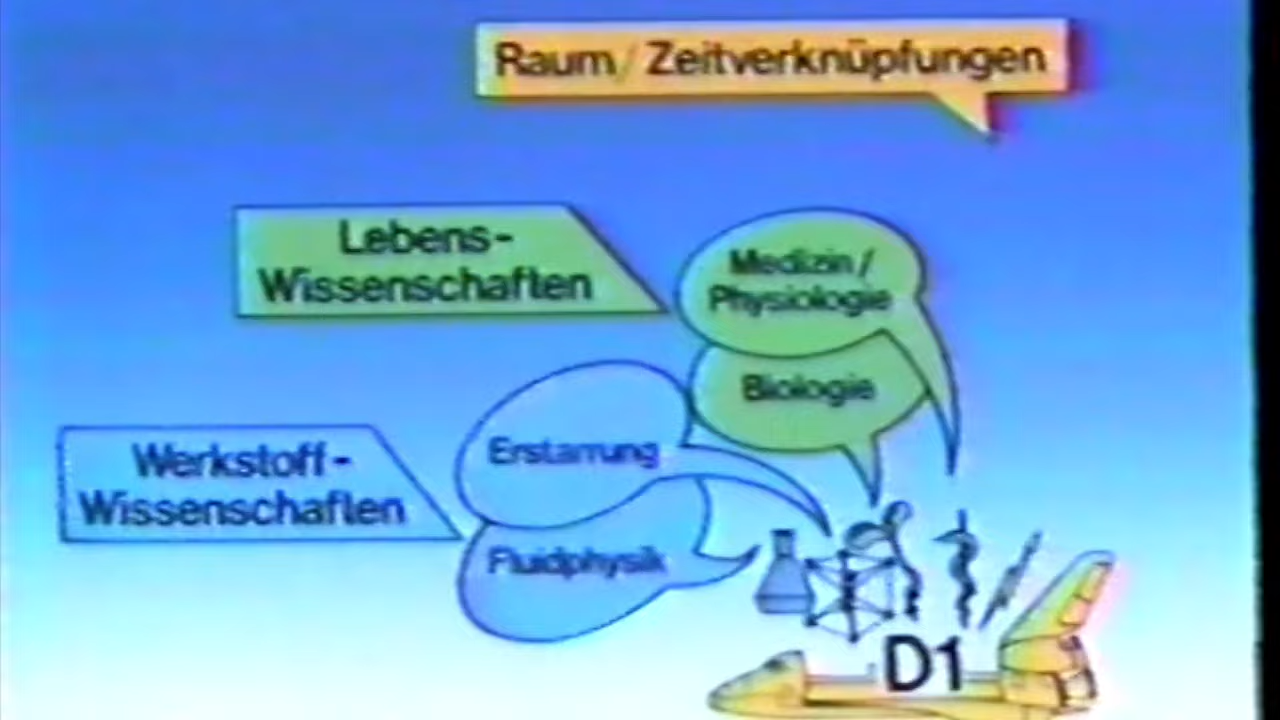 Raum / Zeitverknüpfungen
Lebens-
Wissenschaften
Medizin /
Physiologie
Biologie
Werkstoff-
Wissenschaften
Erstarrung
Fluidphysik
D1